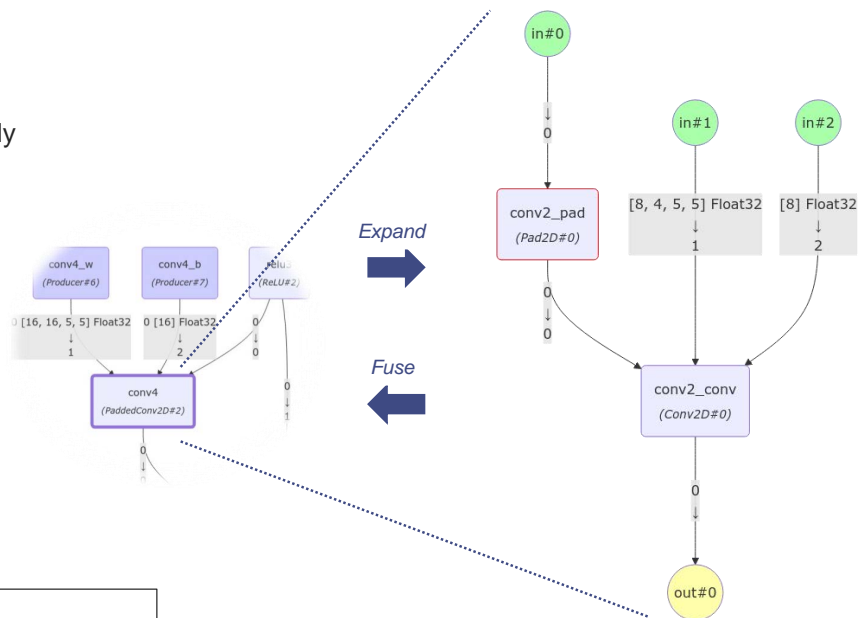 in#0
ly
↓
0
in#1
in#2
conv2_pad
(Pad2D#0)
[8, 4, 5, 5] Float32
↓
1
[8] Float32
↓
2
Expand
conv4_w
(Producer#6)
conv4_b
(Producer#7)
relu3
(ReLU#2)
0 [16, 16, 5, 5] Float32
↓
1
0 [16] Float32
↓
2
0
↓
0
0
↓
0
Fuse
conv4
(PaddedConv2D#2)
0
↓
1
conv2_conv
(Conv2D#0)
0
↓
0
0
↓
out#0